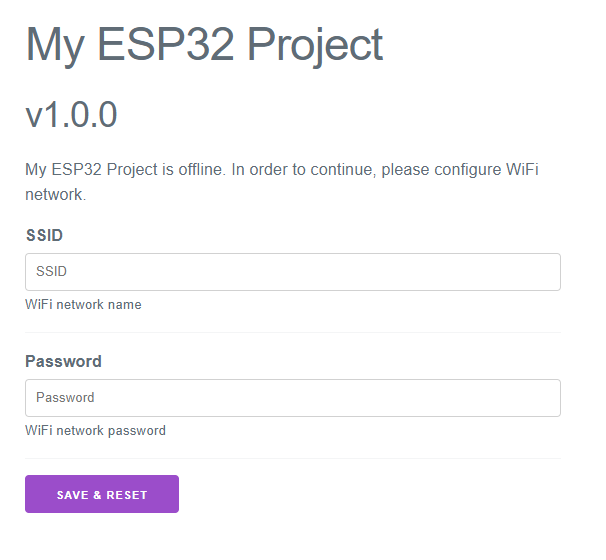 My ESP32 Project
v1.0.0
My ESP32 Project is offline. In order to continue, please configure WiFi
network.
SSID
SSID
WiFi network name
Password
Password
WiFi network password
SAVE & RESET